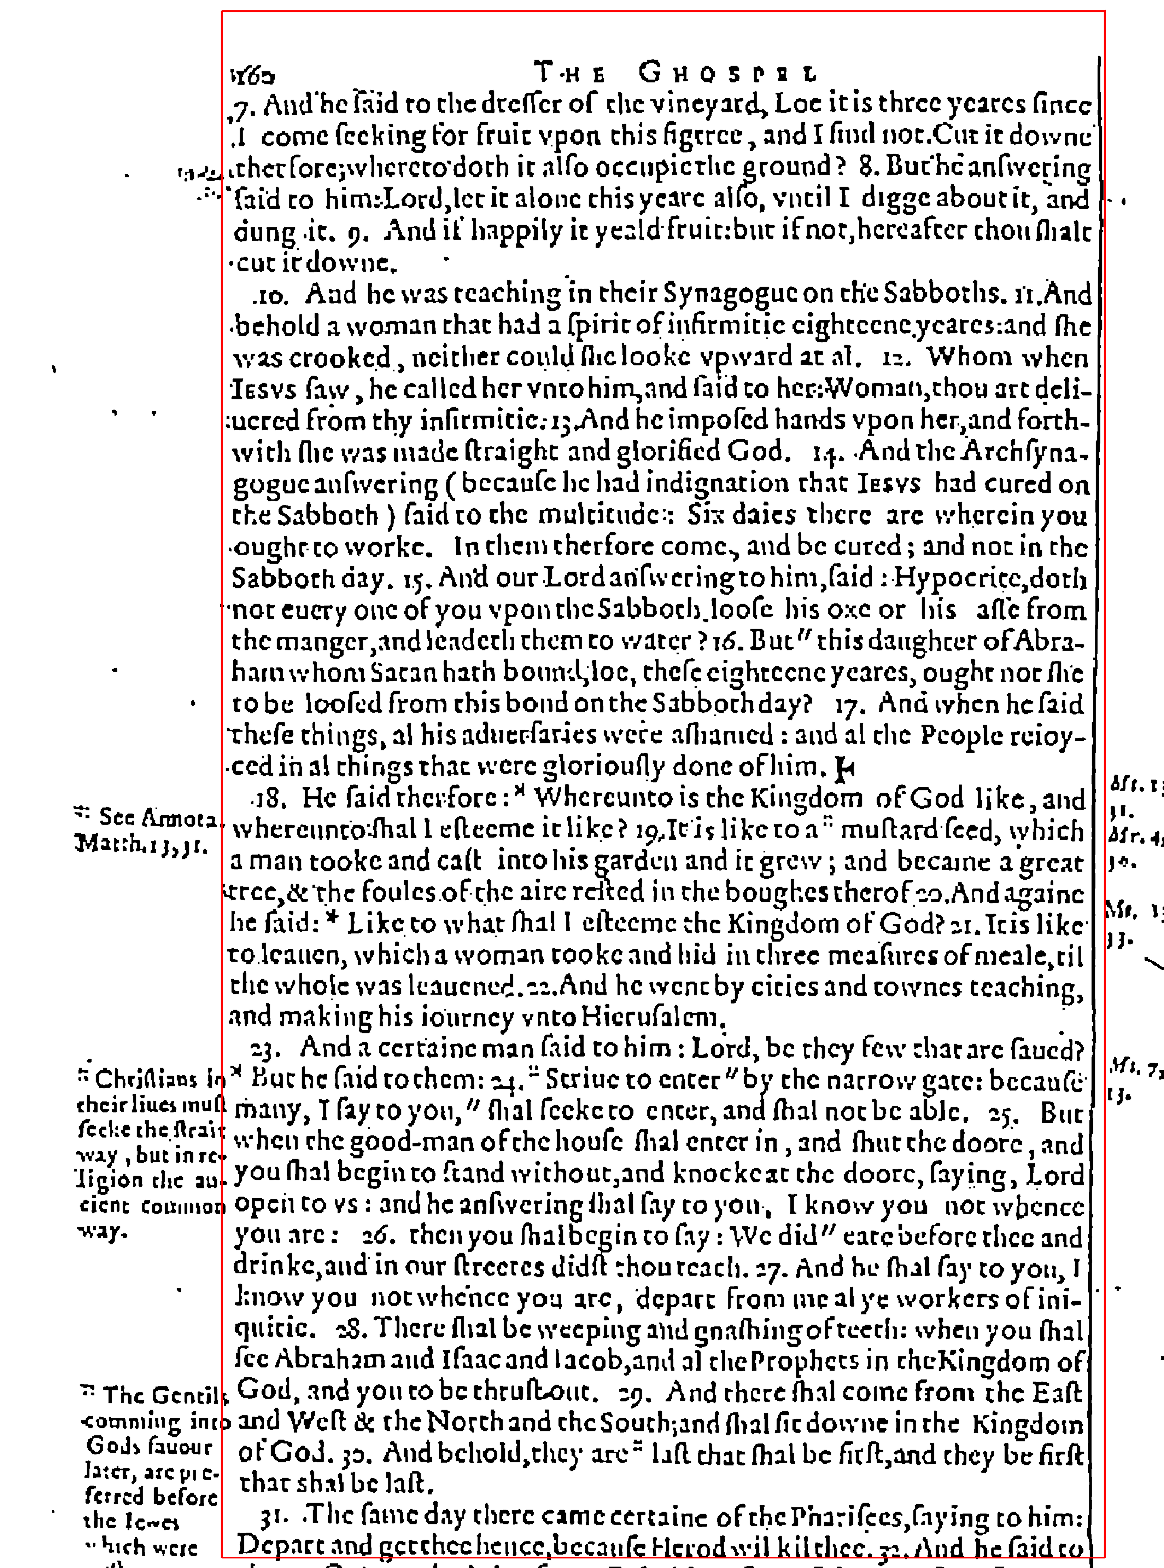 160 THE GHOSPEL
7. And he ſaid to the dreſſer of the vineyard, Loe it is three yeares ſince
I come ſeeking for fruit vpon this figtree, and I find not. Cut it downe
therfore; whereto doth it alſo occupie the ground? 8. But he anſwering
ſaid to him: Lord, let it alone this yeare alſo, vntil I digge about it, and
dung it. 9. And if happily it yeald fruit: but if not, hereafter thou ſhalt
cut it downe.
10. And he was teaching in their Synagogue on the Sabboths. 11. And
behold a woman that had a ſpirit of infirmitie eighteene yeares: and ſhe
was crooked, neither could ſhe looke vpward at al. 12. Whom when
IESVS ſaw, he called her vnto him, and ſaid to her: Woman, thou art deli-
uered from thy infirmitie. 13. And he impoſed hands vpon her, and forth-
with ſhe was made ſtraight and glorified God. 14. And the Archſyna-
gogue anſwering (becauſe he had indignation that IESVS had cured on
the Sabboth) ſaid to the multitude: Six daies there are wherein you
ought to worke. In them therfore come, and be cured; and not in the
Sabboth day. 15. And our Lord anſwering to him, ſaid: Hypocrite, doth
not euery one of you vpon the Sabboth looſe his oxe or his aſſe from
the manger, and leadeth them to water? 16. But" this daughter of Abra-
ham whom Satan hath bound, loe, theſe eighteene yeares, ought not ſhe
to be looſed from this bond on the Sabboth day? 17. And when he ſaid
theſe things, al his aduerſaries were aſhamed: and al the People reioy-
ced in al things that were gloriouſly done of him.
18. He ſaid therfore: * Whereunto is the Kingdom of God like, and
whereunto ſhal I eſteeme it like? 19. It is like to a :: muſtard ſeed, which
a man tooke and caſt into his garden and it grew; and became a great
tree, & the foules of the aire reſted in the boughes therof. 20. And againe
he ſaid: * Like to what ſhal I eſteeme the Kingdom of God? 21. It is like
to leauen, which a woman tooke and hid in three meaſures of meale, til
the whole was leauened. 22. And he went by cities and townes teaching,
and making his iourney vnto Hieruſalem.
23. And a certaine man ſaid to him: Lord, be they few that are ſaued?
* But he ſaid to them: 24. :: Striue to enter" by the narrow gate: becauſe
many, I ſay to you," ſhal ſeeke to enter, and ſhal not be able. 25. But
when the good-man of the houſe ſhal enter in, and ſhut the doore, and
you ſhal begin to ſtand without, and knocke at the doore, ſaying, Lord
open to vs: and he anſwering ſhal ſay to you, I know you not whence
you are: 26. then you ſhal begin to ſay: We did" eate before thee and
drinke, and in our ſtreetes didſt thou teach. 27. And he ſhal ſay to you, I
know you not whence you are, depart from me al ye workers of ini-
quitie. 28. There ſhal be weeping and gnaſhing of teeth: when you ſhal
ſee Abraham and Iſaac and Iacob, and al the Prophets in the Kingdom of
God, and you to be thruſt out. 29. And there ſhal come from the Eaſt
and Weſt & the North and the South; and ſhal ſit downe in the Kingdom
of God. 30. And behold, they are :: laſt that ſhal be firſt, and they be firſt
that shal be laſt.
31. The ſame day there came certaine of the Phariſees, ſaying to him:
Depart and get thee hence, becauſe Herod wil kil thee. 32. And he ſaid to
:: See Annota.
Matth. 13, 31.
:: Chriſtians in
their liues muſt
ſeeke the ſtrait
way, but in re-
ligion the an-
cient common
way.
:: The Gentils
comming into
Gods fauour
later, are pre-
ferred before
the Iewes
which were
Mt. 13
31.
Mr. 4,
30.
Mt. 13
33.
Mt. 7,
13.